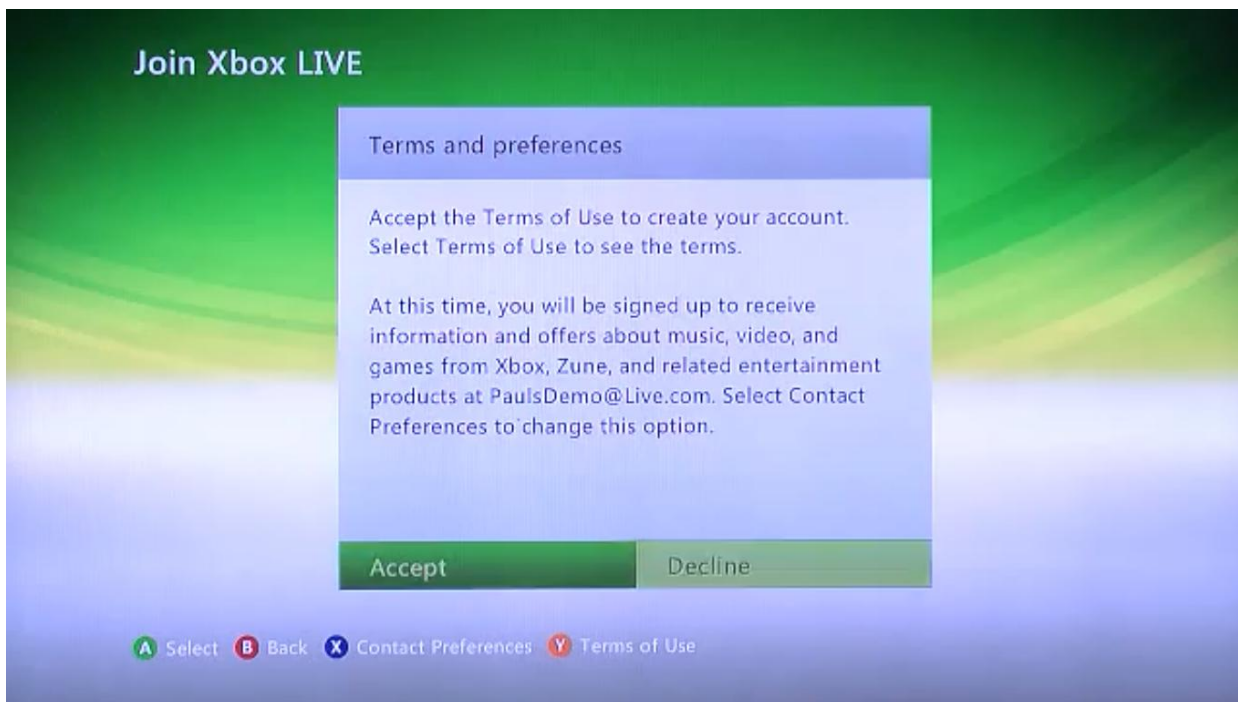 Join Xbox LIVE
Terms and preferences
Accept the Terms of Use to create your account.
Select Terms of Use to see the terms.
At this time, you will be signed up to receive
information and offers about music, video, and
games from Xbox, Zune, and related entertainment
products at PaulsDemo@Live.com. Select Contact
Preferences to change this option.
Accept Decline
A Select B Back X Contact Preferences Y Terms of Use